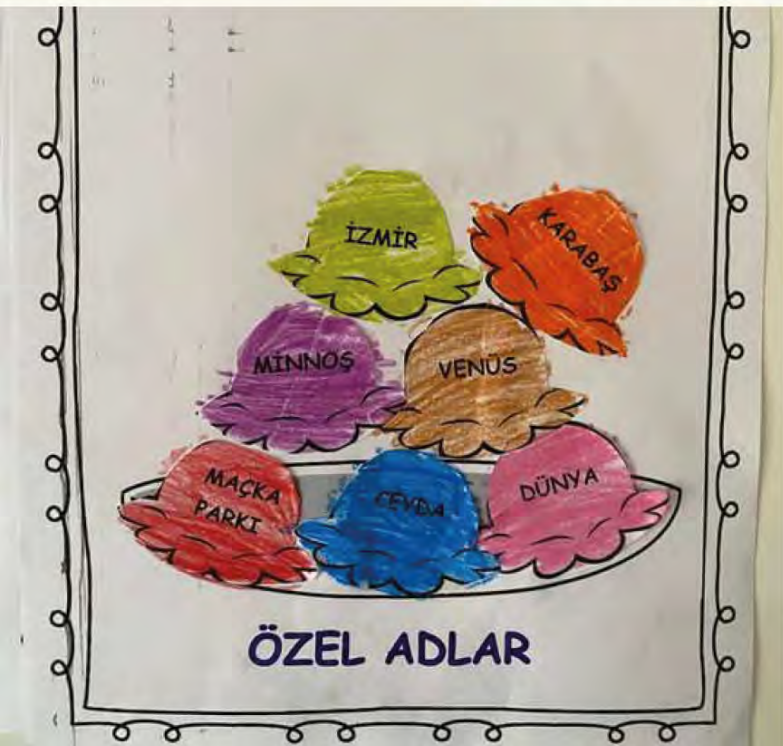 İZMİR
KARABAŞ
MİNNOŞ
VENÜS
MAÇKA
PARKI
CEVDA
DÜNYA
ÖZEL ADLAR